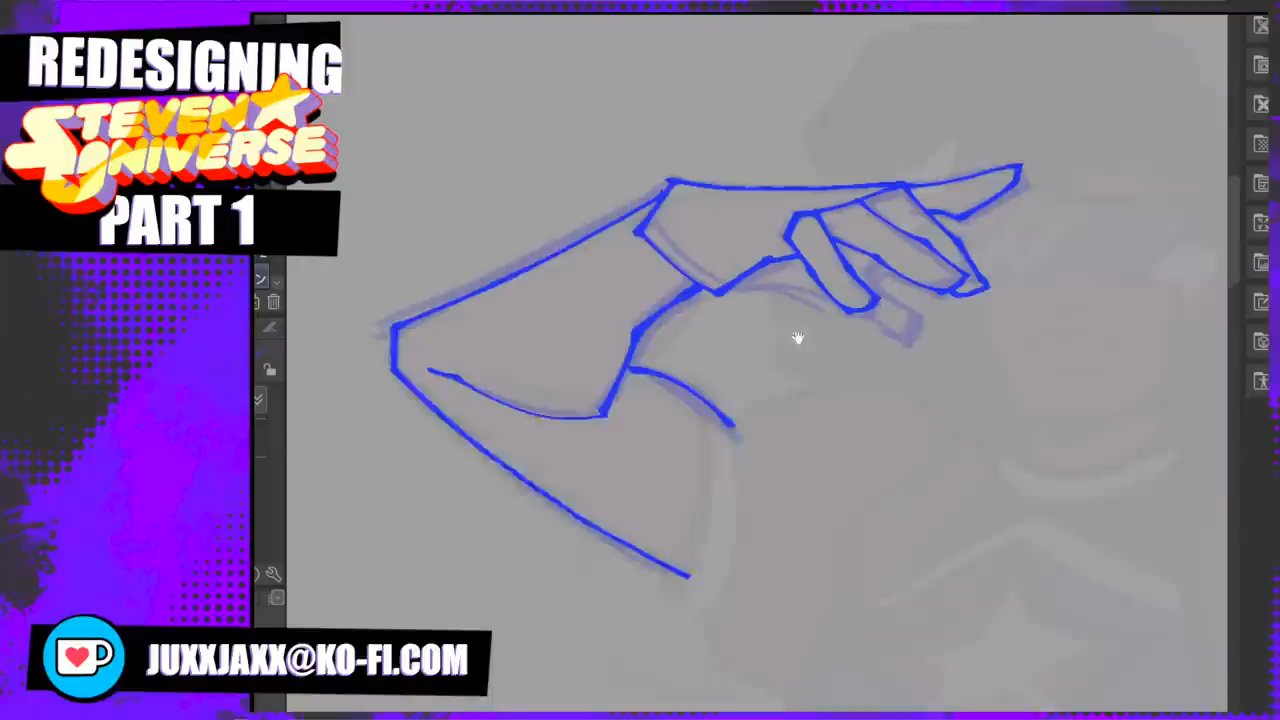 REDESIGNING
STEVEN
UNIVERSE
PART 1
JUXXJAXX@KO-FI.COM